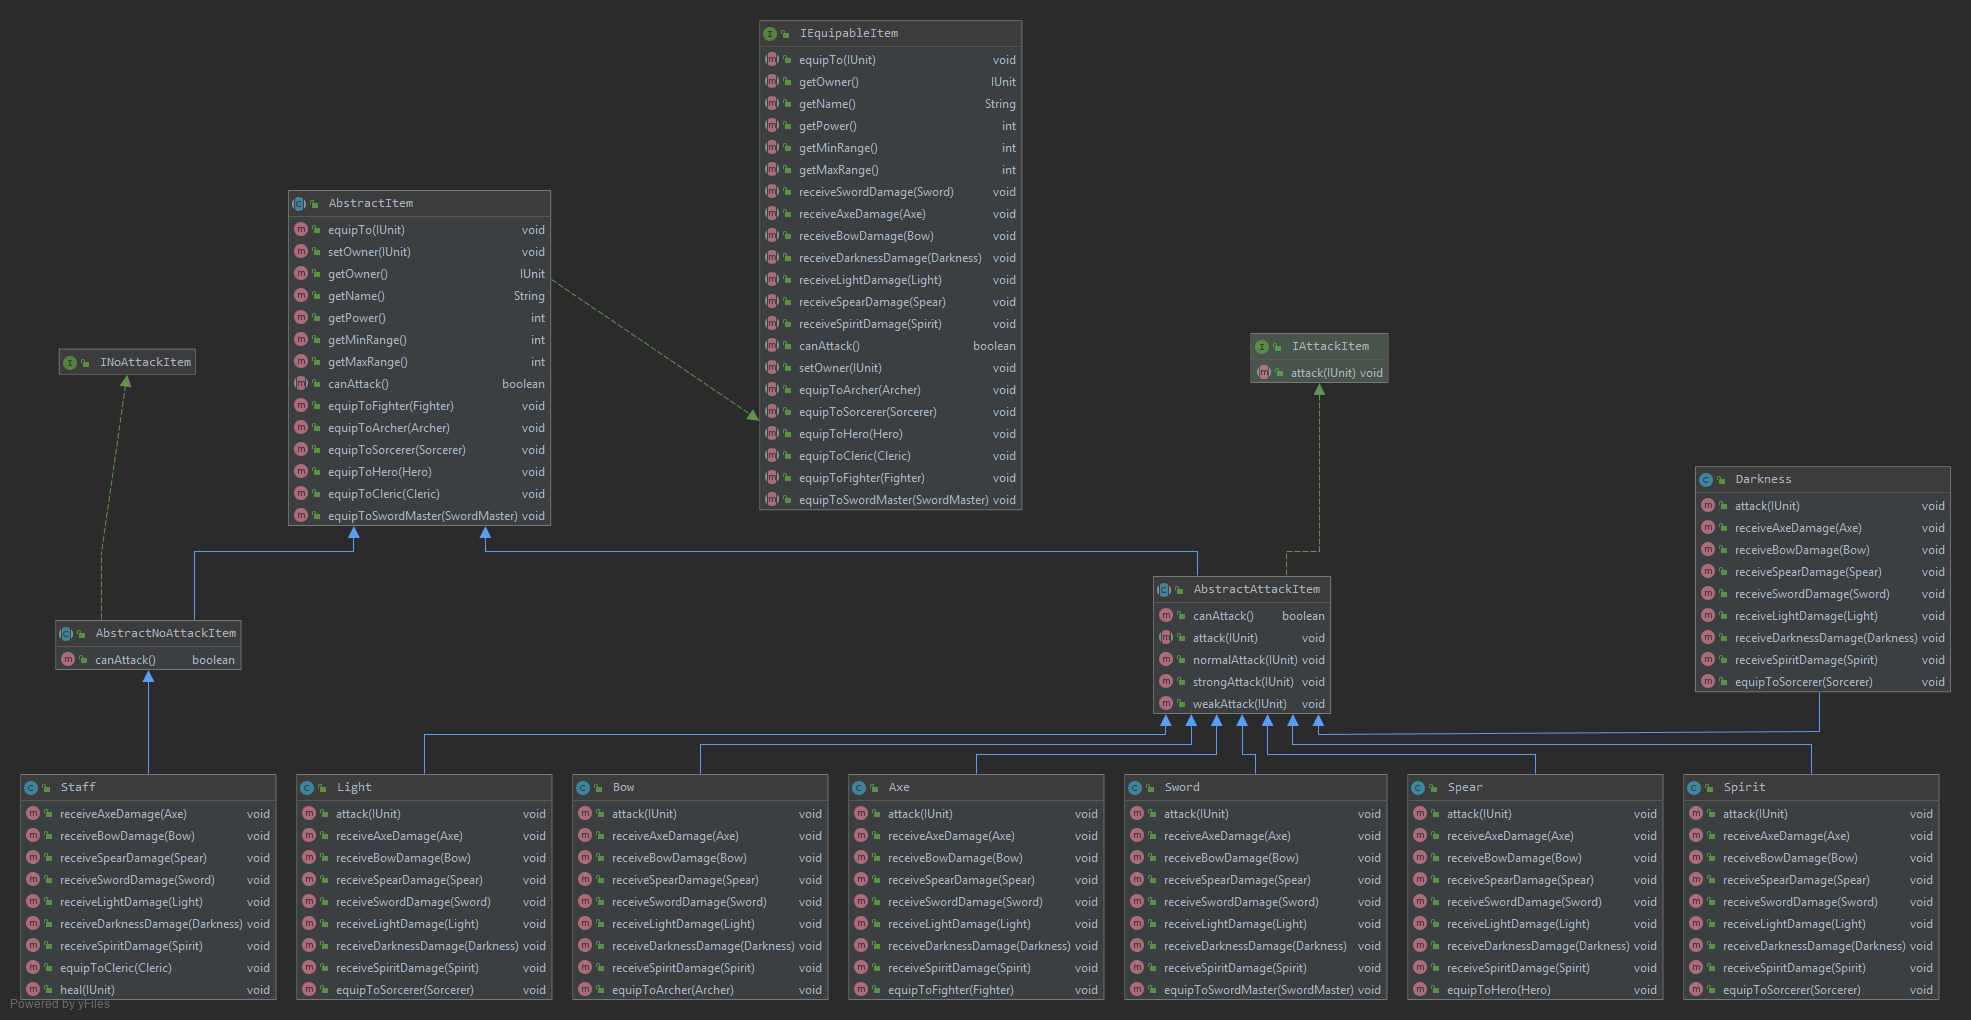 IEquipableItem
equipTo(IUnit) void
getOwner() IUnit
getName() String
getPower() int
getMinRange() int
getMaxRange() int
receiveSwordDamage(Sword) void
receiveAxeDamage(Axe) void
receiveBowDamage(Bow) void
receiveDarknessDamage(Darkness) void
receiveLightDamage(Light) void
receiveSpearDamage(Spear) void
receiveSpiritDamage(Spirit) void
canAttack() boolean
setOwner(IUnit) void
equipToArcher(Archer) void
equipToSorcerer(Sorcerer) void
equipToHero(Hero) void
equipToCleric(Cleric) void
equipToFighter(Fighter) void
equipToSwordMaster(SwordMaster) void
AbstractItem
equipTo(IUnit) void
setOwner(IUnit) void
getOwner() IUnit
getName() String
getPower() int
getMinRange() int
getMaxRange() int
canAttack() boolean
equipToFighter(Fighter) void
equipToArcher(Archer) void
equipToSorcerer(Sorcerer) void
equipToHero(Hero) void
equipToCleric(Cleric) void
equipToSwordMaster(SwordMaster) void
INoAttackItem
IAttackItem
attack(IUnit) void
Darkness
attack(IUnit) void
receiveAxeDamage(Axe) void
receiveBowDamage(Bow) void
receiveSpearDamage(Spear) void
receiveSwordDamage(Sword) void
receiveLightDamage(Light) void
receiveDarknessDamage(Darkness) void
receiveSpiritDamage(Spirit) void
equipToSorcerer(Sorcerer) void
AbstractAttackItem
canAttack() boolean
attack(IUnit) void
normalAttack(IUnit) void
strongAttack(IUnit) void
weakAttack(IUnit) void
AbstractNoAttackItem
canAttack() boolean
Staff
receiveAxeDamage(Axe) void
receiveBowDamage(Bow) void
receiveSpearDamage(Spear) void
receiveSwordDamage(Sword) void
receiveLightDamage(Light) void
receiveDarknessDamage(Darkness) void
receiveSpiritDamage(Spirit) void
equipToCleric(Cleric) void
heal(IUnit) void
Light
attack(IUnit) void
receiveAxeDamage(Axe) void
receiveBowDamage(Bow) void
receiveSpearDamage(Spear) void
receiveSwordDamage(Sword) void
receiveLightDamage(Light) void
receiveDarknessDamage(Darkness) void
receiveSpiritDamage(Spirit) void
equipToSorcerer(Sorcerer) void
Bow
attack(IUnit) void
receiveAxeDamage(Axe) void
receiveBowDamage(Bow) void
receiveSpearDamage(Spear) void
receiveSwordDamage(Sword) void
receiveLightDamage(Light) void
receiveDarknessDamage(Darkness) void
receiveSpiritDamage(Spirit) void
equipToArcher(Archer) void
Axe
attack(IUnit) void
receiveAxeDamage(Axe) void
receiveBowDamage(Bow) void
receiveSpearDamage(Spear) void
receiveSwordDamage(Sword) void
receiveLightDamage(Light) void
receiveDarknessDamage(Darkness) void
receiveSpiritDamage(Spirit) void
equipToFighter(Fighter) void
Sword
attack(IUnit) void
receiveAxeDamage(Axe) void
receiveBowDamage(Bow) void
receiveSpearDamage(Spear) void
receiveSwordDamage(Sword) void
receiveLightDamage(Light) void
receiveDarknessDamage(Darkness) void
receiveSpiritDamage(Spirit) void
equipToSwordMaster(SwordMaster) void
Spear
attack(IUnit) void
receiveAxeDamage(Axe) void
receiveBowDamage(Bow) void
receiveSpearDamage(Spear) void
receiveSwordDamage(Sword) void
receiveLightDamage(Light) void
receiveDarknessDamage(Darkness) void
receiveSpiritDamage(Spirit) void
equipToHero(Hero) void
Spirit
attack(IUnit) void
receiveAxeDamage(Axe) void
receiveBowDamage(Bow) void
receiveSpearDamage(Spear) void
receiveSwordDamage(Sword) void
receiveLightDamage(Light) void
receiveDarknessDamage(Darkness) void
receiveSpiritDamage(Spirit) void
equipToSorcerer(Sorcerer) void
Powered by yFiles